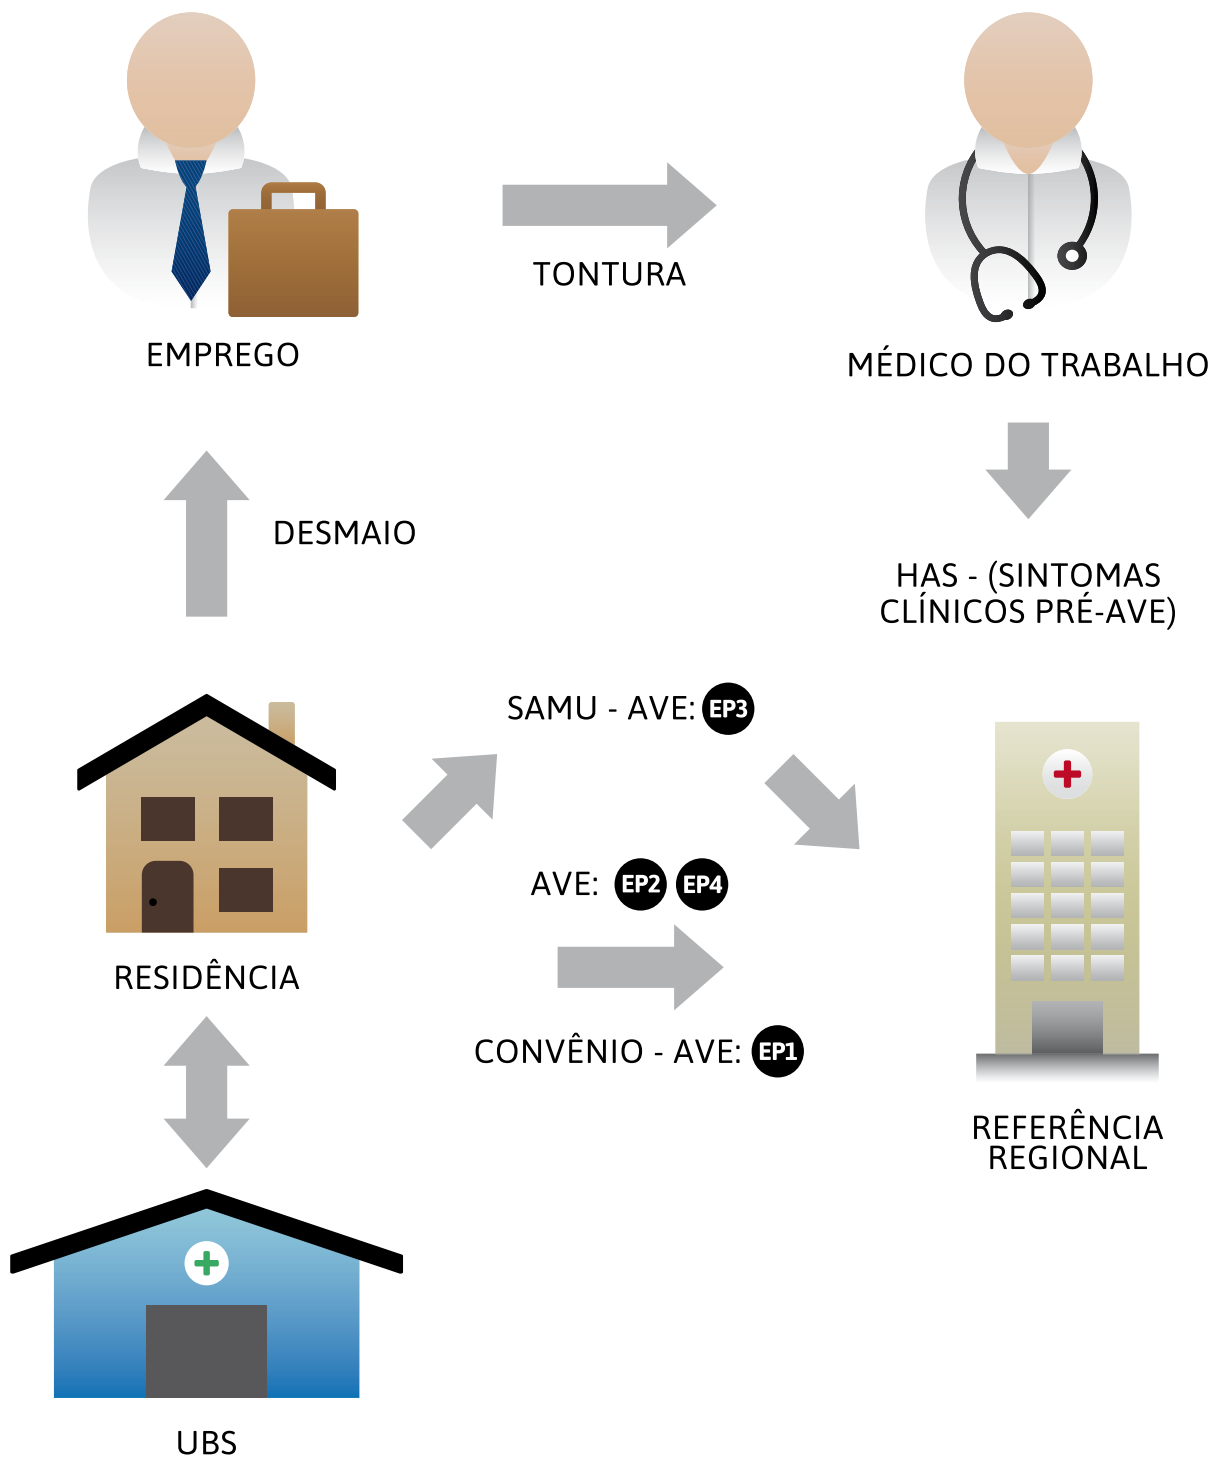 TONTURA
EMPREGO
MÉDICO DO TRABALHO
DESMAIO
HAS - (SINTOMAS
CLÍNICOS PRÉ-AVE)
SAMU - AVE: EP3
AVE: EP2 EP4
RESIDÊNCIA
CONVÊNIO - AVE: EP1
REFERÊNCIA
REGIONAL
UBS